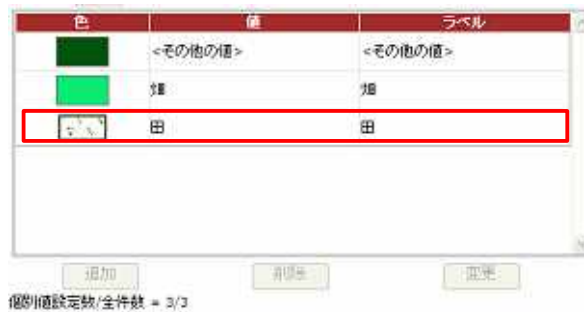 色 値 ラベル
<その他の値> <その他の値>
畑 畑
田 田
追加 削除 変更
個別値設定数/全件数 = 3/3